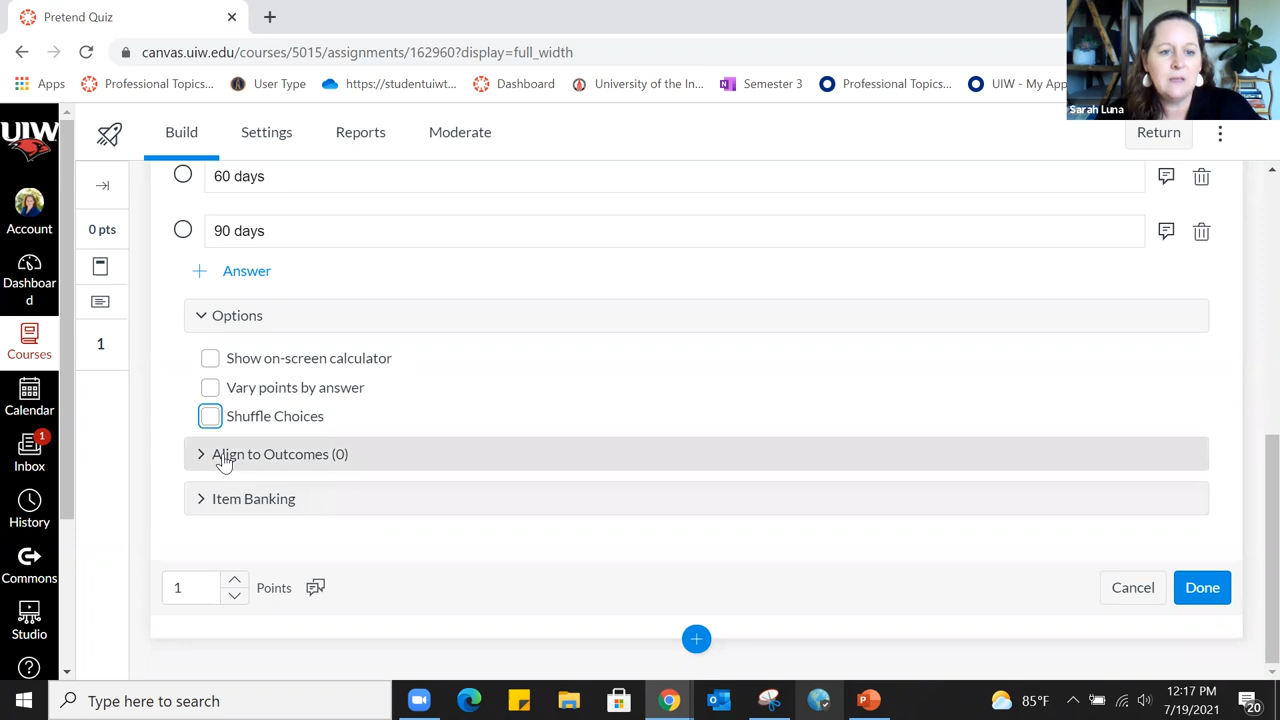 Pretend Quiz
canvas.uiw.edu/courses/5015/assignments/162960?display=full_width
Apps
Professional Topics...
User Type
https://studentuiwt...
Dashbo
University of the In...
Semester 3
Professional Topics...
UIW - My App
Sarah Luna
UIW
Build
Settings
Reports
Moderate
Return
Account
Dashboar
d
Courses
Calendar
1
Inbox
History
Commons
Studio
0 pts
1
60 days
90 days
Answer
Options
Show on-screen calculator
Vary points by answer
Shuffle Choices
Align to Outcomes (0)
Item Banking
1
Points
Cancel
Done
Type here to search
85°F
12:17 PM
7/19/2021
20